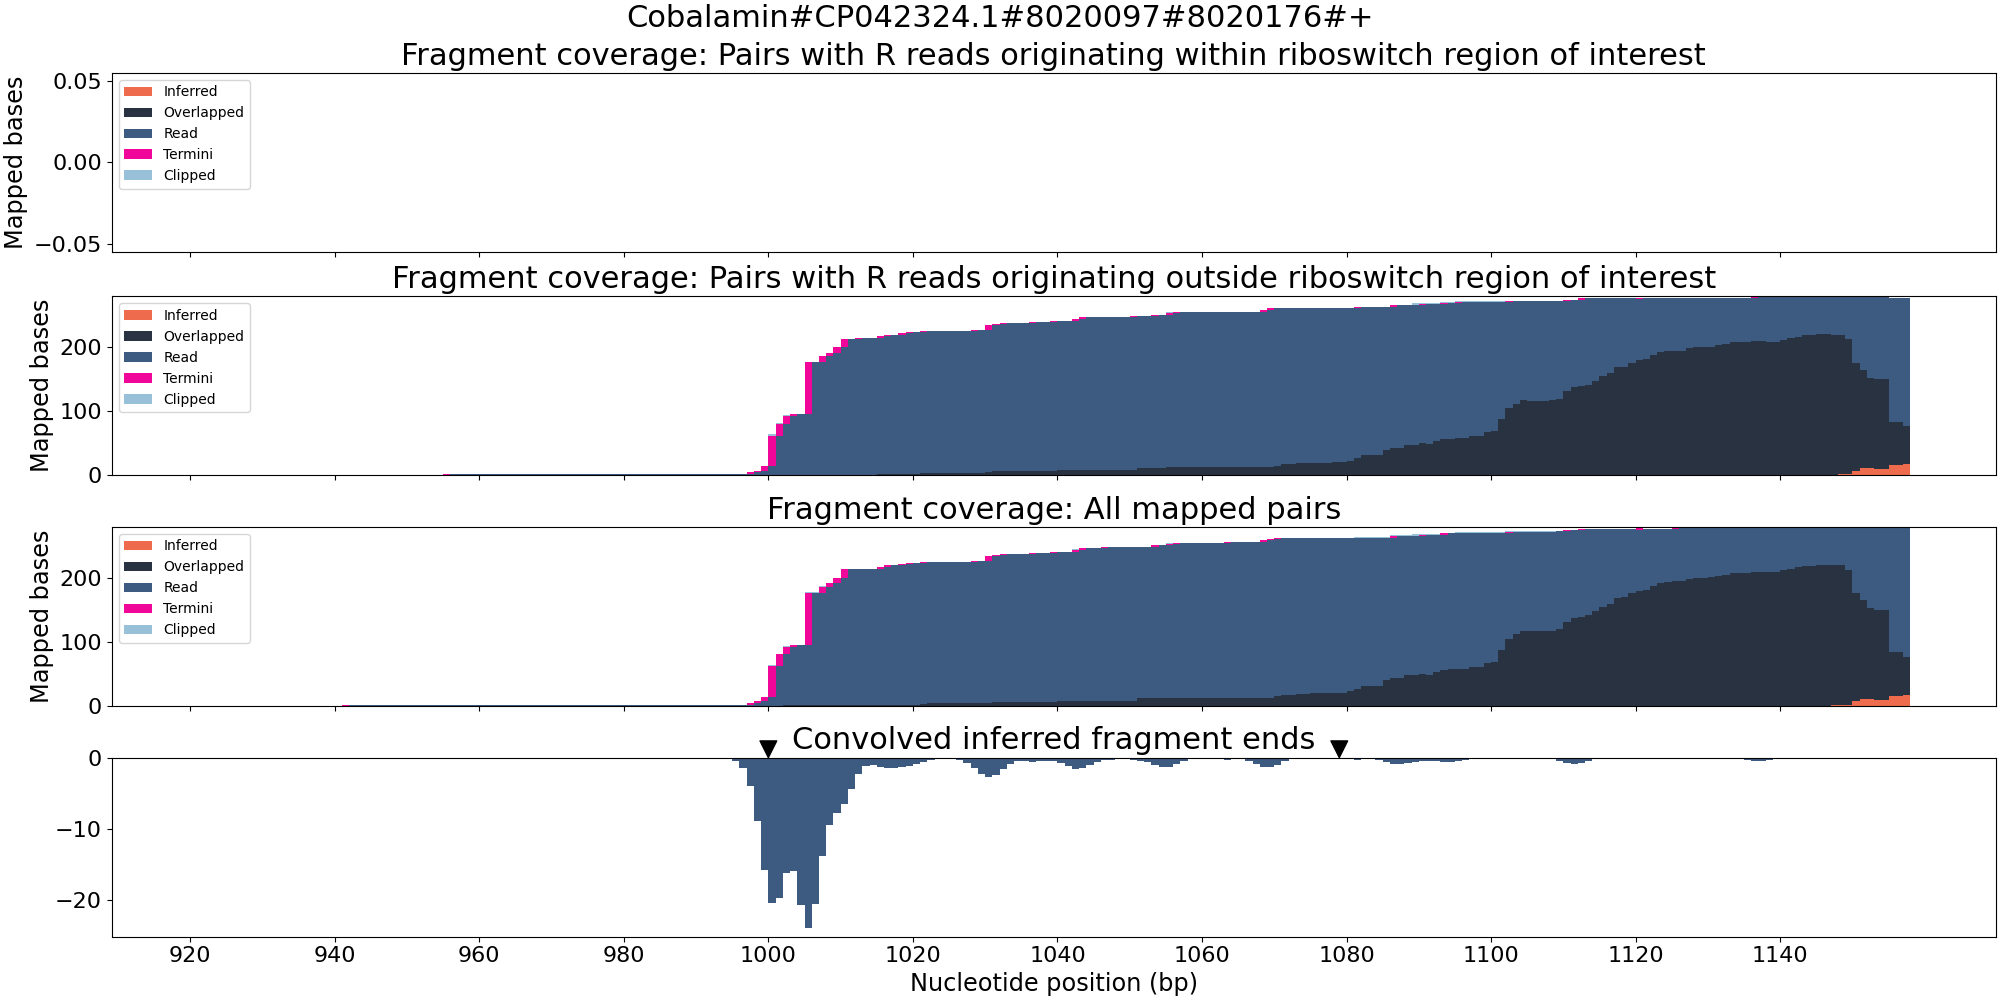 Cobalamin#CP042324.1#8020097#8020176#+
Fragment coverage: Pairs with R reads originating within riboswitch region of interest
Mapped bases
0.05
0.00
−0.05
Inferred
Overlapped
Read
Termini
Clipped
Fragment coverage: Pairs with R reads originating outside riboswitch region of interest
Mapped bases
200
100
0
Inferred
Overlapped
Read
Termini
Clipped
Fragment coverage: All mapped pairs
Mapped bases
200
100
0
Inferred
Overlapped
Read
Termini
Clipped
Convolved inferred fragment ends
0
−10
−20
920 940 960 980 1000 1020 1040 1060 1080 1100 1120 1140
Nucleotide position (bp)